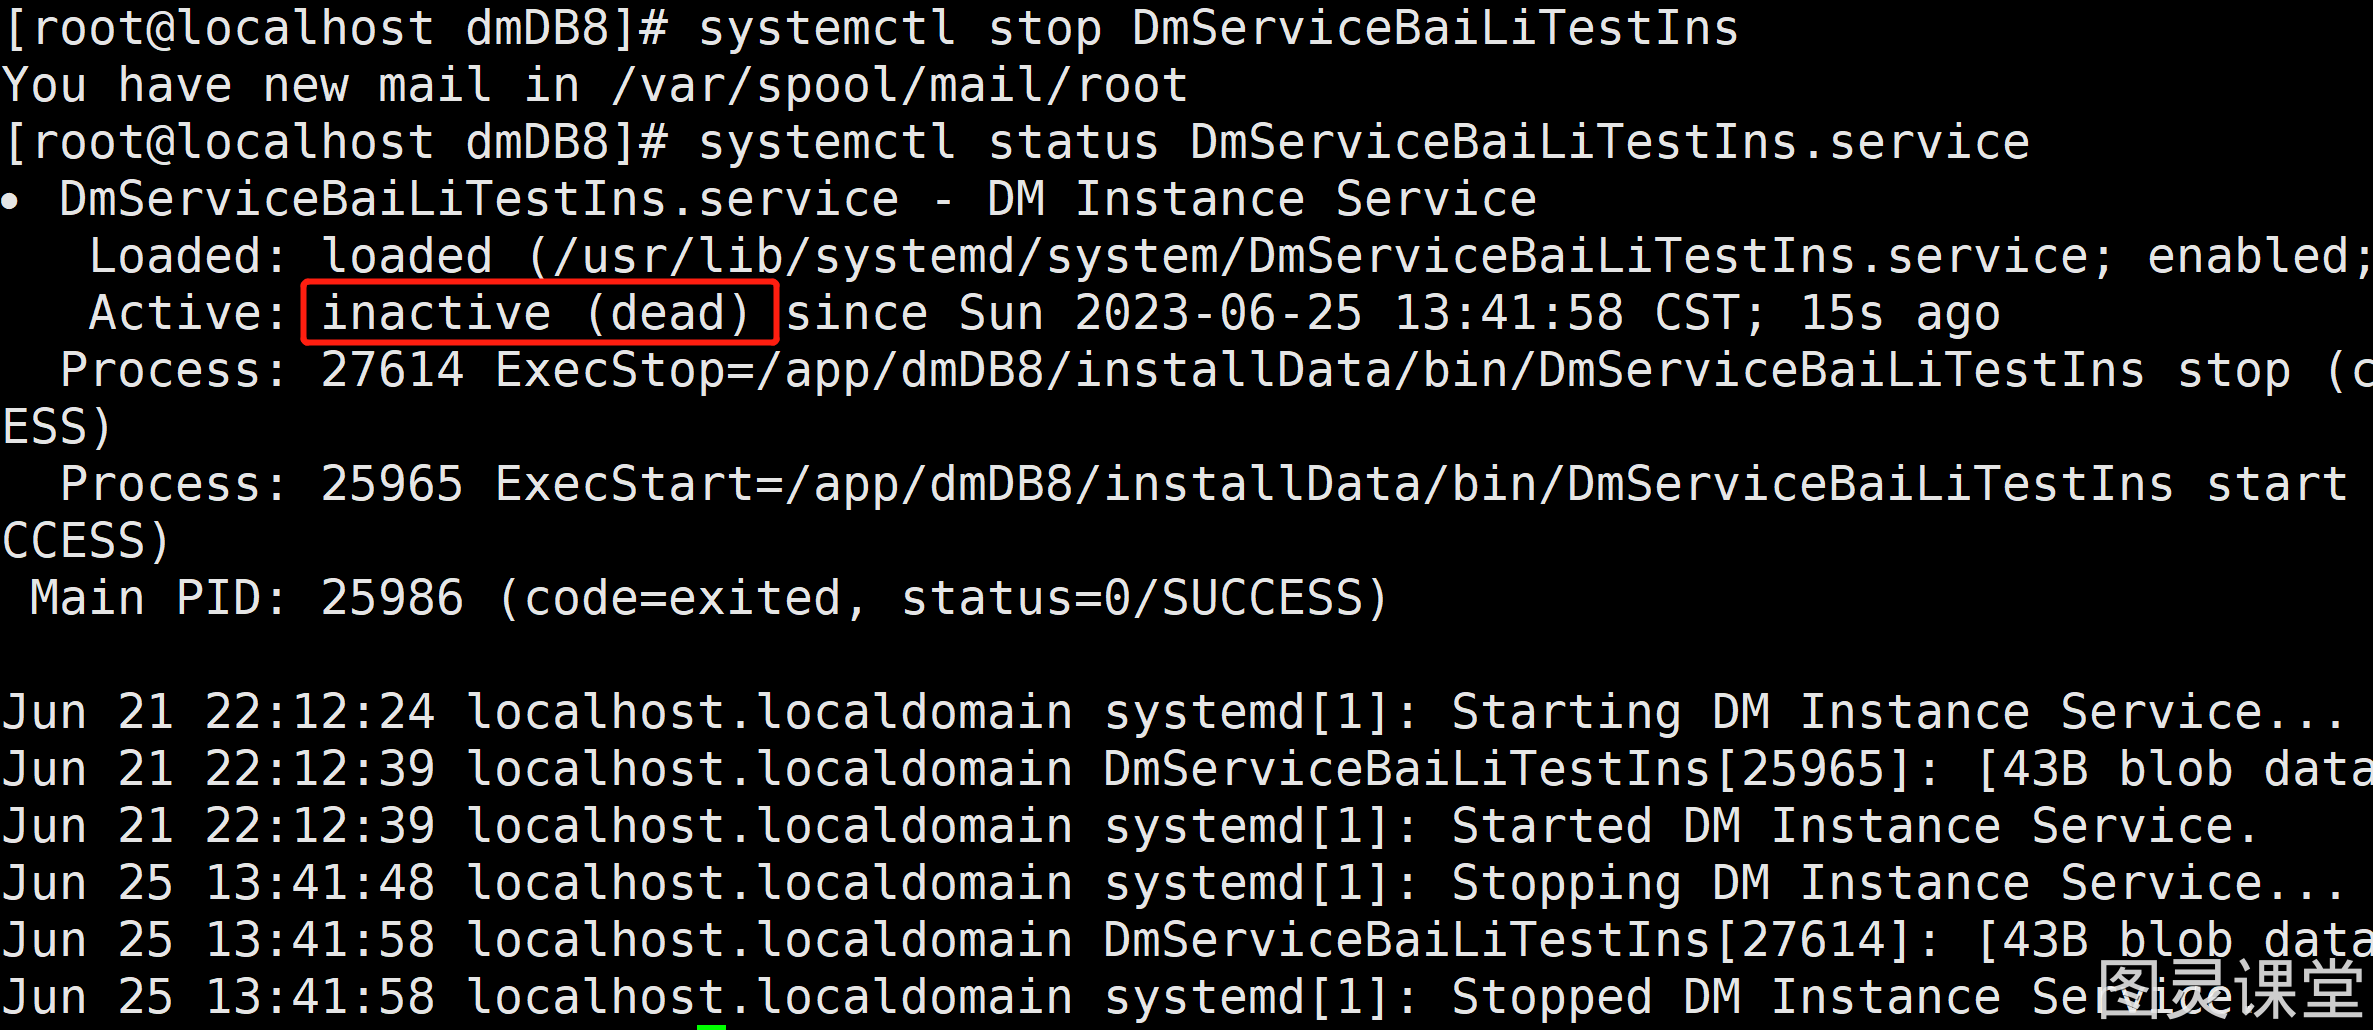 [root@localhost dmDB8]# systemctl stop DmServiceBaiLiTestIns
You have new mail in /var/spool/mail/root
[root@localhost dmDB8]# systemctl status DmServiceBaiLiTestIns.service
● DmServiceBaiLiTestIns.service - DM Instance Service
   Loaded: loaded (/usr/lib/systemd/system/DmServiceBaiLiTestIns.service; enabled;
   Active: inactive (dead) since Sun 2023-06-25 13:41:58 CST; 15s ago
  Process: 27614 ExecStop=/app/dmDB8/installData/bin/DmServiceBaiLiTestIns stop (c
ESS)
  Process: 25965 ExecStart=/app/dmDB8/installData/bin/DmServiceBaiLiTestIns start
CCESS)
 Main PID: 25986 (code=exited, status=0/SUCCESS)

Jun 21 22:12:24 localhost.localdomain systemd[1]: Starting DM Instance Service...
Jun 21 22:12:39 localhost.localdomain DmServiceBaiLiTestIns[25965]: [43B blob data
Jun 21 22:12:39 localhost.localdomain systemd[1]: Started DM Instance Service.
Jun 25 13:41:48 localhost.localdomain systemd[1]: Stopping DM Instance Service...
Jun 25 13:41:58 localhost.localdomain DmServiceBaiLiTestIns[27614]: [43B blob data
Jun 25 13:41:58 localhost.localdomain systemd[1]: Stopped DM Instance Service.
图灵课堂